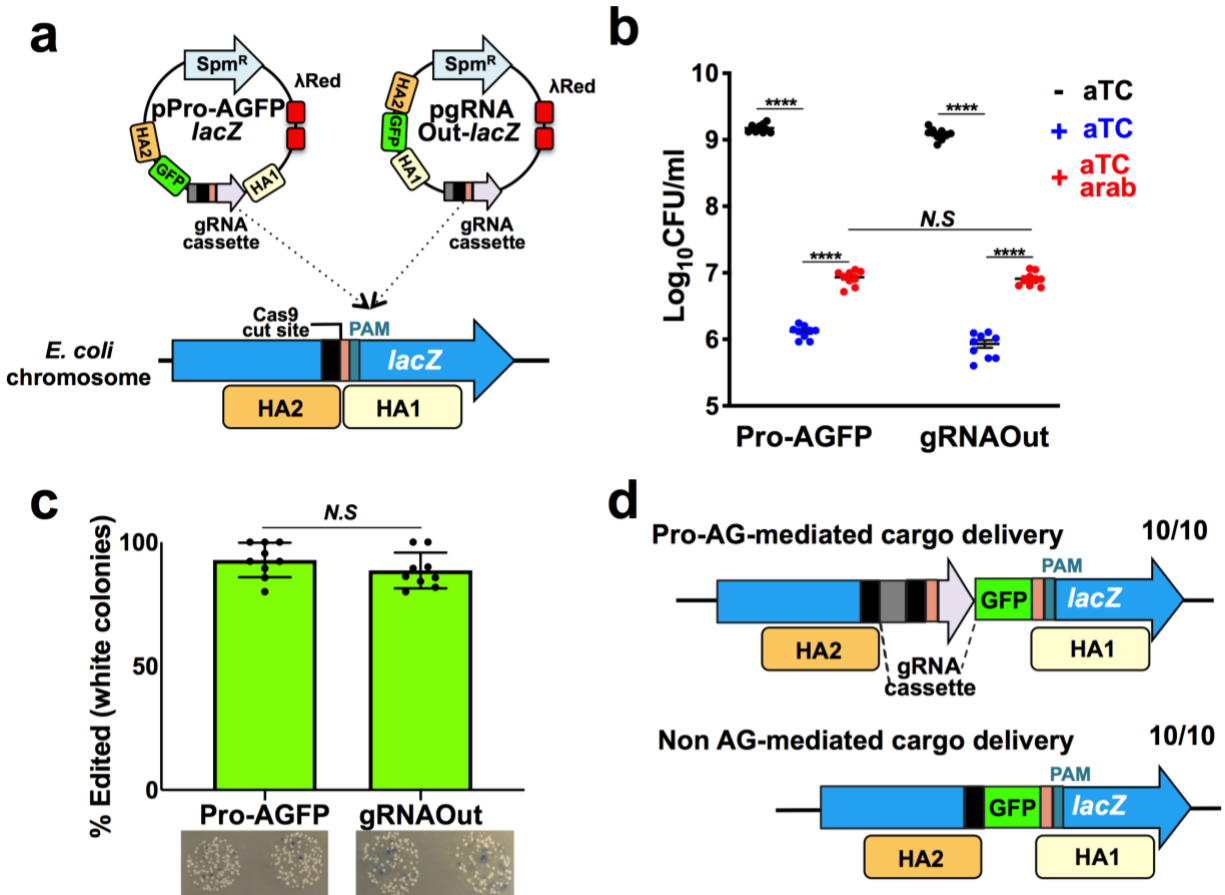 a
Spm^R
λRed
pPro-AGFP
lacZ
HA2
GFP
HA1
gRNA
cassette
Spm^R
λRed
pgRNA
Out-lacZ
HA2
GFP
HA1
gRNA
cassette
Cas9
cut site
PAM
E. coli
chromosome
lacZ
HA2
HA1
b
Log10CFU/ml
10
9
8
7
6
5
****
****
****
****
N.S
- aTC
+ aTC
+ aTC
arab
Pro-AGFP
gRNAOut
c
% Edited (white colonies)
100
50
0
N.S
Pro-AGFP
gRNAOut
d
Pro-AG-mediated cargo delivery
10/10
PAM
GFP
lacZ
HA2
gRNA
cassette
HA1
Non AG-mediated cargo delivery
10/10
PAM
GFP
lacZ
HA2
HA1